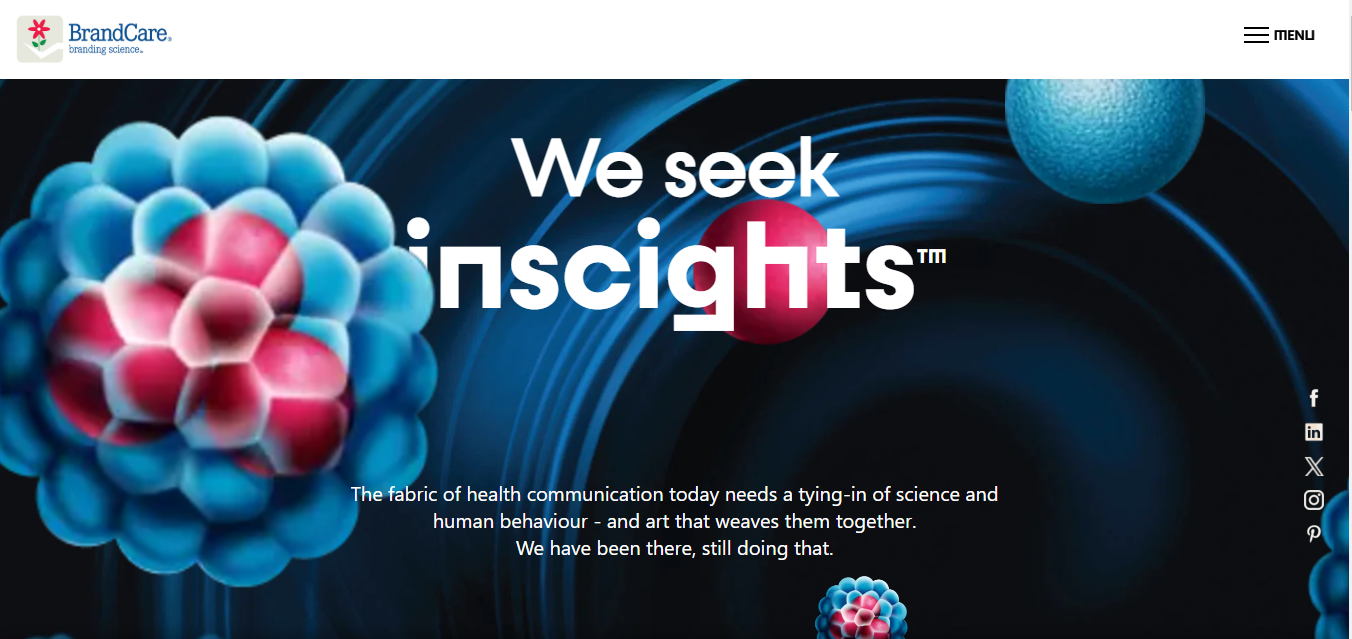 BrandCare®
branding science™
MENU
We seek
inscights™
The fabric of health communication today needs a tying-in of science and
human behaviour - and art that weaves them together.
We have been there, still doing that.